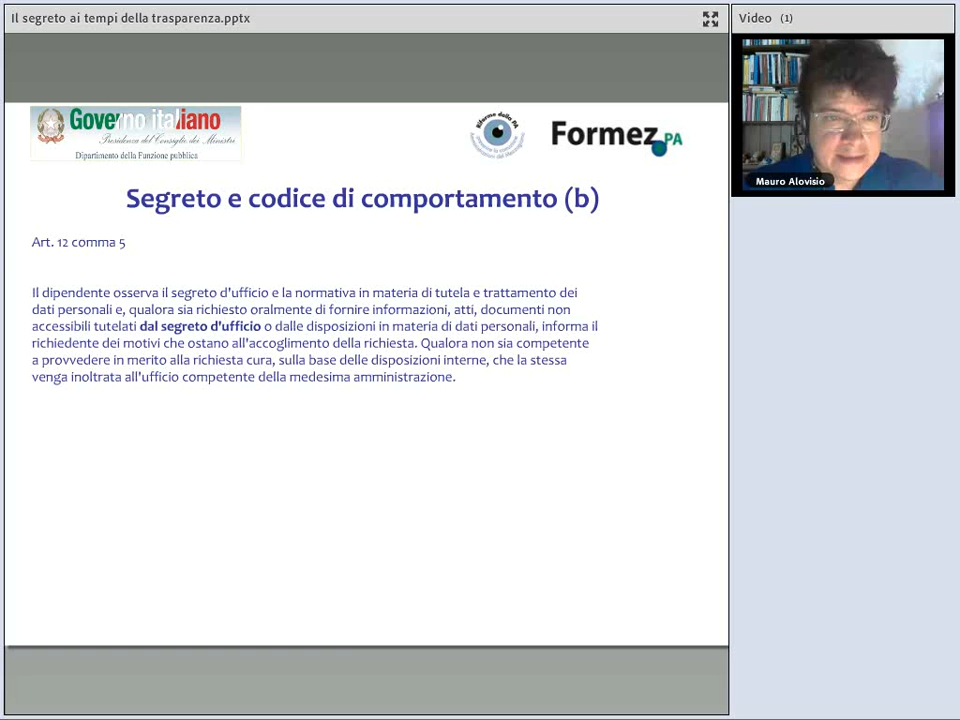 Il segreto ai tempi della trasparenza.pptx
Video (1)
Governo italiano
Presidenza del Consiglio dei Ministri
Dipartimento della Funzione pubblica
Riforma della PA
Formez PA
Mauro Alovisio
Segreto e codice di comportamento (b)
Art. 12 comma 5
Il dipendente osserva il segreto d'ufficio e la normativa in materia di tutela e trattamento dei
dati personali e, qualora sia richiesto oralmente di fornire informazioni, atti, documenti non
accessibili tutelati dal segreto d'ufficio o dalle disposizioni in materia di dati personali, informa il
richiedente dei motivi che ostano all'accoglimento della richiesta. Qualora non sia competente
a provvedere in merito alla richiesta cura, sulla base delle disposizioni interne, che la stessa
venga inoltrata all'ufficio competente della medesima amministrazione.